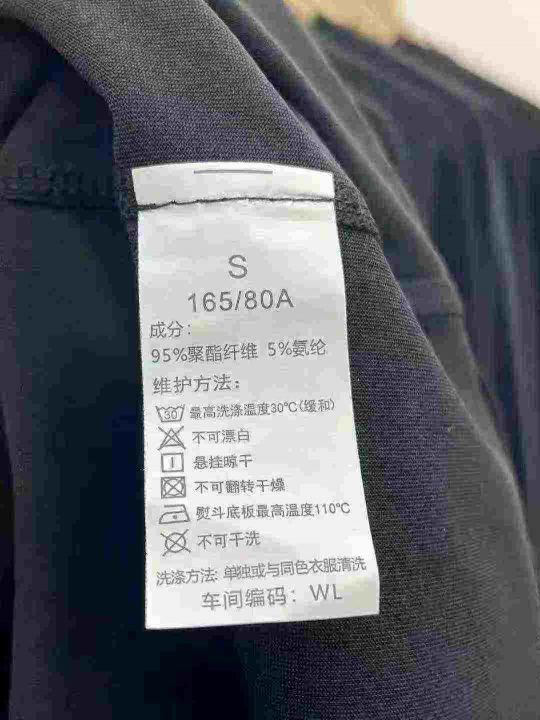 S
165/80A
成分：
95%聚酯纤维 5%氨纶
维护方法：
30 最高洗涤温度30℃(缓和)
不可漂白
悬挂晾干
不可翻转干燥
熨斗底板最高温度110℃
不可干洗
洗涤方法: 单独或与同色衣服清洗
车间编码：WL